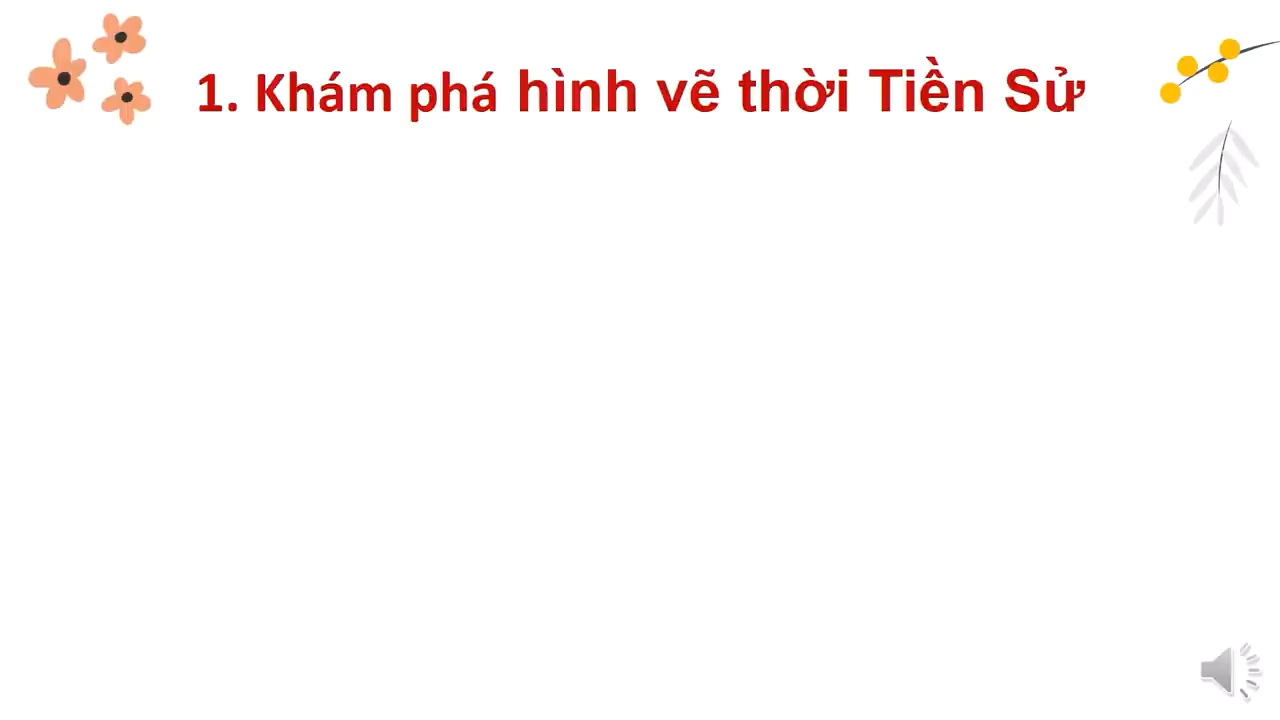 1. Khám phá hình vẽ thời Tiền Sử